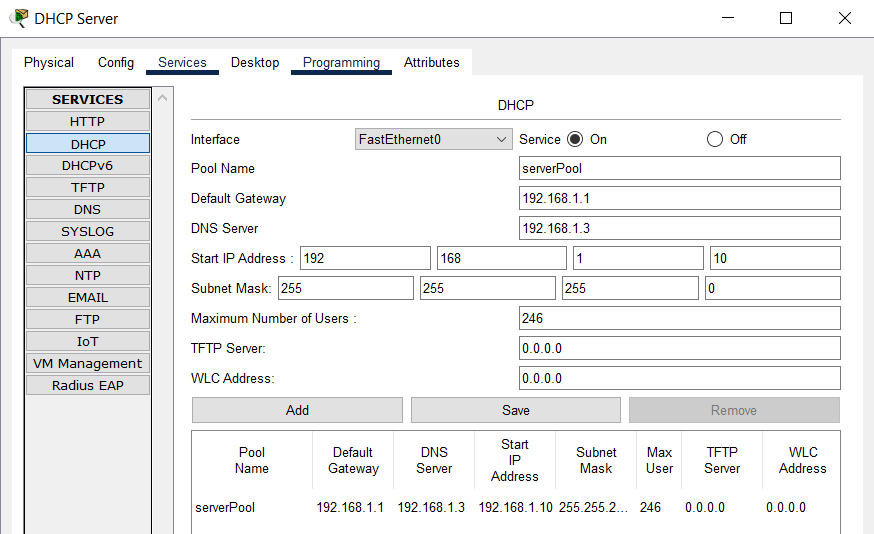 DHCP Server
Physical Config Services Desktop Programming Attributes
SERVICES
HTTP
DHCP
DHCPv6
TFTP
DNS
SYSLOG
AAA
NTP
EMAIL
FTP
IoT
VM Management
Radius EAP
DHCP
Interface FastEthernet0 Service On Off
Pool Name serverPool
Default Gateway 192.168.1.1
DNS Server 192.168.1.3
Start IP Address : 192 168 1 10
Subnet Mask: 255 255 255 0
Maximum Number of Users : 246
TFTP Server: 0.0.0.0
WLC Address: 0.0.0.0
Add Save Remove
Pool Name Default Gateway DNS Server Start IP Address Subnet Mask Max User TFTP Server WLC Address
serverPool 192.168.1.1 192.168.1.3 192.168.1.10 255.255.2... 246 0.0.0.0 0.0.0.0